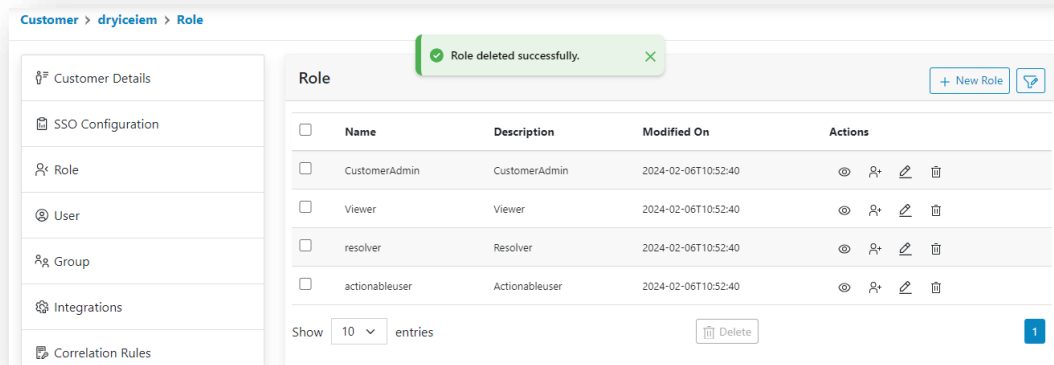 Customer > dryiceiem > Role
Role deleted successfully.
Customer Details
SSO Configuration
Role
User
Group
Integrations
Correlation Rules
Role
+ New Role
Name Description Modified On Actions
CustomerAdmin CustomerAdmin 2024-02-06T10:52:40
Viewer Viewer 2024-02-06T10:52:40
resolver Resolver 2024-02-06T10:52:40
actionableuser Actionableuser 2024-02-06T10:52:40
Show 10 entries Delete 1